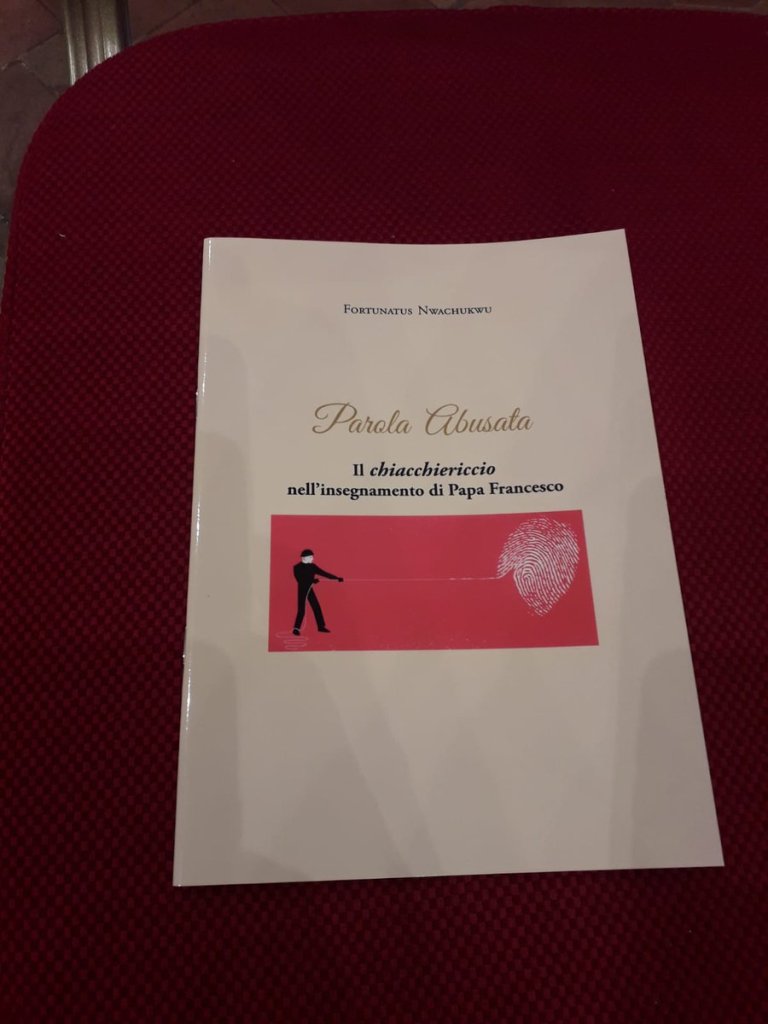 Fortunatus Nwachukwu
Parola Abusata
Il chiacchiericcio
nell'insegnamento di Papa Francesco